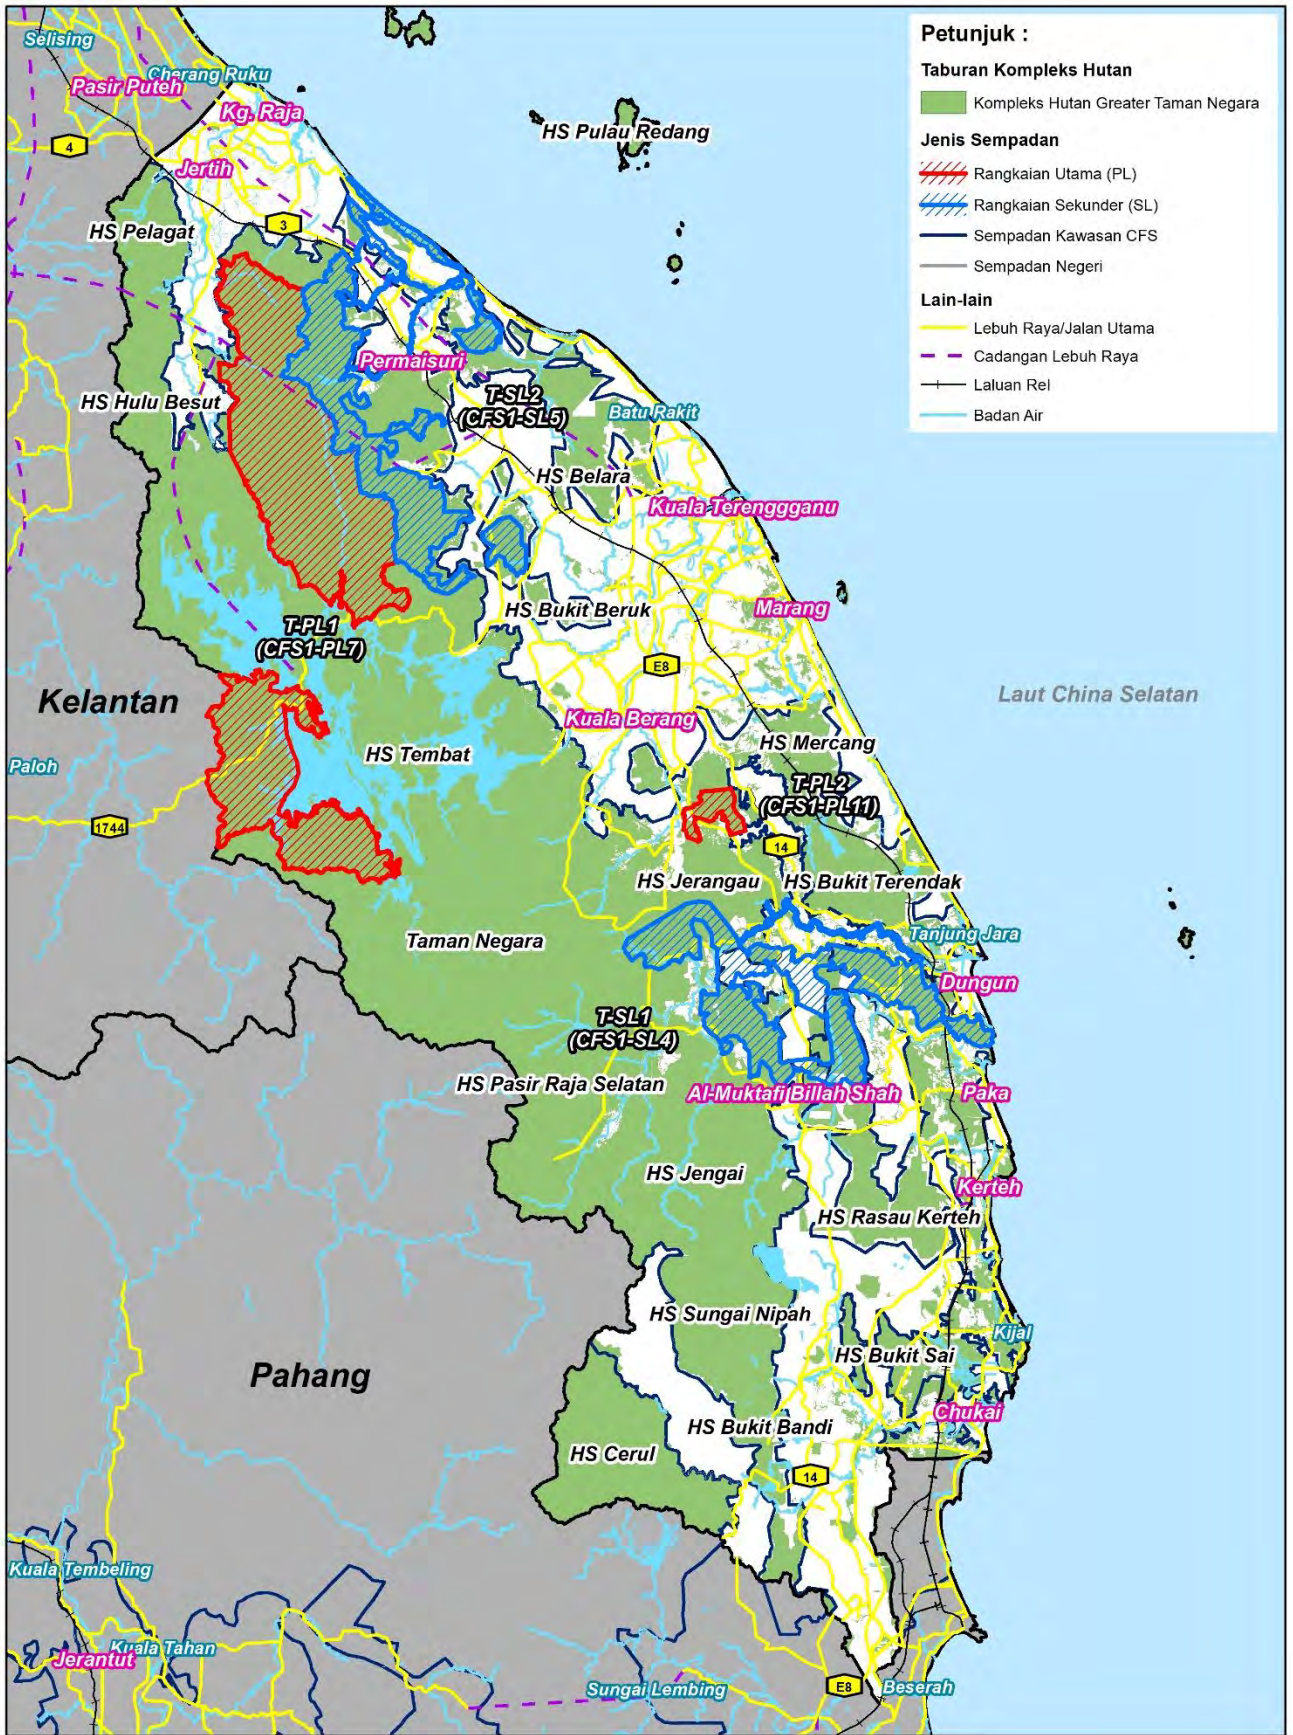 Petunjuk :
Taburan Kompleks Hutan
Kompleks Hutan Greater Taman Negara
Jenis Sempadan
Rangkaian Utama (PL)
Rangkaian Sekunder (SL)
Sempadan Kawasan CFS
Sempadan Negeri
Lain-lain
Lebuh Raya/Jalan Utama
Cadangan Lebuh Raya
Laluan Rel
Badan Air
Selising
Cherang Ruku
Pasir Puteh
Kg. Raja
4
HS Pulau Redang
Jertih
3
HS Pelagat
Permaisuri
HS Hulu Besut
T-SL2
(CFS1-SL5)
Batu Rakit
HS Belara
Kuala Terengganu
HS Bukit Beruk
Marang
T-PL1
(CFS1-PL7)
E8
Kelantan
Laut China Selatan
Kuala Berang
HS Mercang
HS Tembat
Paloh
T-PL2
(CFS1-PL11)
1744
14
HS Jerangau
HS Bukit Terendak
Taman Negara
Tanjung Jara
Dungun
T-SL1
(CFS1-SL4)
HS Pasir Raja Selatan
Al-Muktafi Billah Shah
Paka
HS Jengai
Kerteh
HS Rasau Kerteh
HS Sungai Nipah
Kijal
HS Bukit Sai
Pahang
Chukai
HS Bukit Bandi
HS Cerul
14
Kuala Tembeling
Kuala Tahan
Jerantut
Sungai Lembing
E8
Beserah